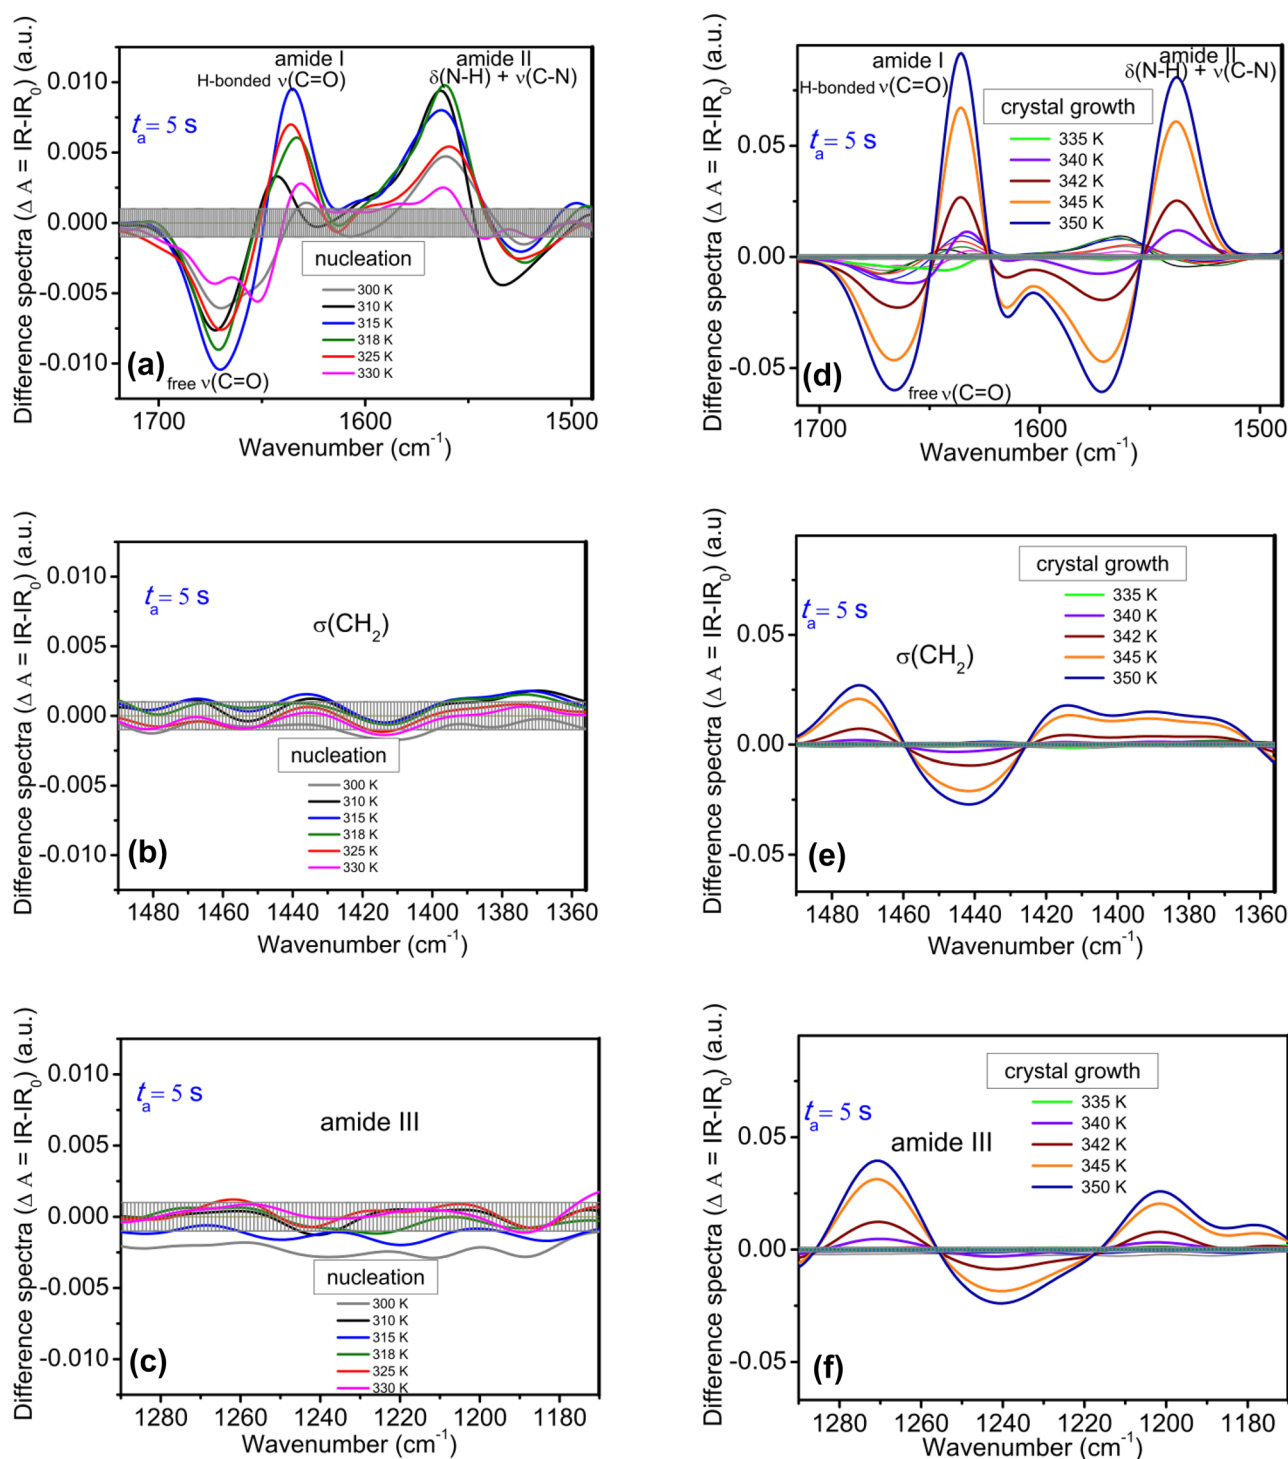 Difference spectra (Δ A = IR-IR₀) (a.u.)
0.010
0.005
0.000
-0.005
-0.010
amide I
H-bonded ν(C=O)
amide II
δ(N-H) + ν(C-N)
tₐ= 5 s
nucleation
300 K
310 K
315 K
318 K
325 K
330 K
free ν(C=O)
(a)
1700
1600
1500
Wavenumber (cm⁻¹)
Difference spectra (Δ A = IR-IR₀) (a.u.)
0.05
0.00
-0.05
amide I
H-bonded ν(C=O)
amide II
δ(N-H) + ν(C-N)
tₐ= 5 s
crystal growth
335 K
340 K
342 K
345 K
350 K
free ν(C=O)
(d)
1700
1600
1500
Wavenumber (cm⁻¹)
Difference spectra (Δ A = IR-IR₀) (a.u.)
0.010
0.005
0.000
-0.005
-0.010
tₐ= 5 s
σ(CH₂)
nucleation
300 K
310 K
315 K
318 K
325 K
330 K
(b)
1480 1460 1440 1420 1400 1380 1360
Wavenumber (cm⁻¹)
Difference spectra (Δ A = IR-IR₀) (a.u)
0.05
0.00
-0.05
tₐ= 5 s
σ(CH₂)
crystal growth
335 K
340 K
342 K
345 K
350 K
(e)
1480 1460 1440 1420 1400 1380 1360
Wavenumber (cm⁻¹)
Difference spectra (Δ A = IR-IR₀) (a.u.)
0.010
0.005
0.000
-0.005
-0.010
tₐ= 5 s
amide III
nucleation
300 K
310 K
315 K
318 K
325 K
330 K
(c)
1280 1260 1240 1220 1200 1180
Wavenumber (cm⁻¹)
Difference spectra (Δ A = IR-IR₀) (a.u.)
0.05
0.00
-0.05
tₐ= 5 s
amide III
crystal growth
335 K
340 K
342 K
345 K
350 K
(f)
1280 1260 1240 1220 1200 1180
Wavenumber (cm⁻¹)